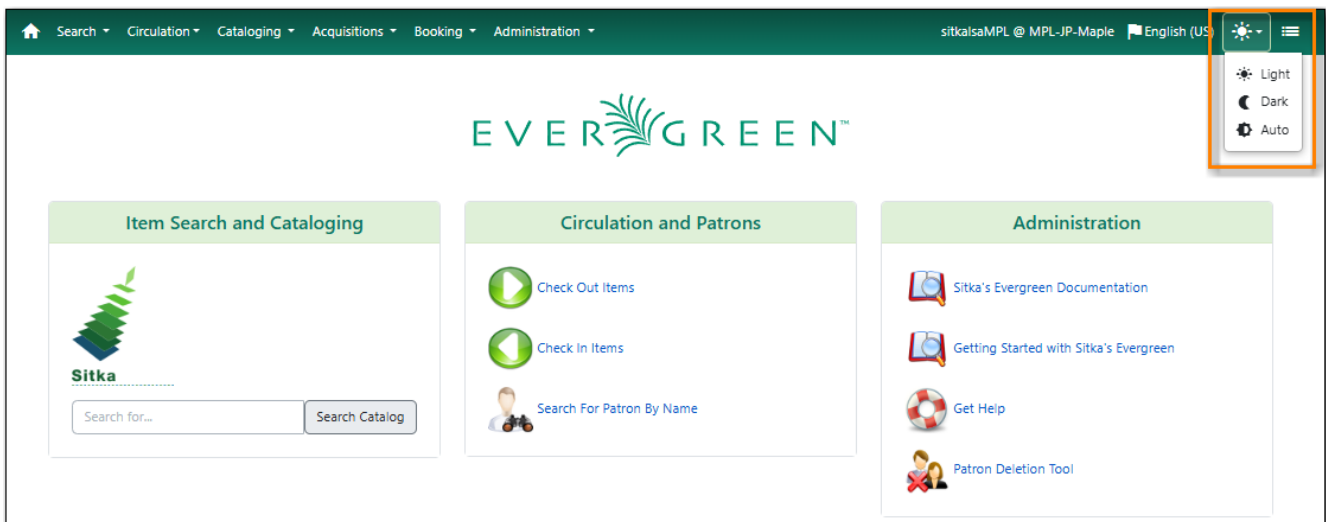 Search Circulation Cataloging Acquisitions Booking Administration sitkalsaMPL @ MPL-JP-Maple English (US)
Light
Dark
Auto
EVERGREEN™
Item Search and Cataloging
Sitka
Search for... Search Catalog
Circulation and Patrons
Check Out Items
Check In Items
Search For Patron By Name
Administration
Sitka's Evergreen Documentation
Getting Started with Sitka's Evergreen
Get Help
Patron Deletion Tool